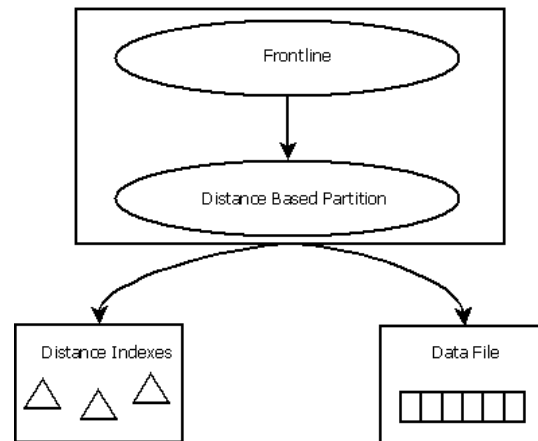 Frontline
Distance Based Partition
Distance Indexes
Data File